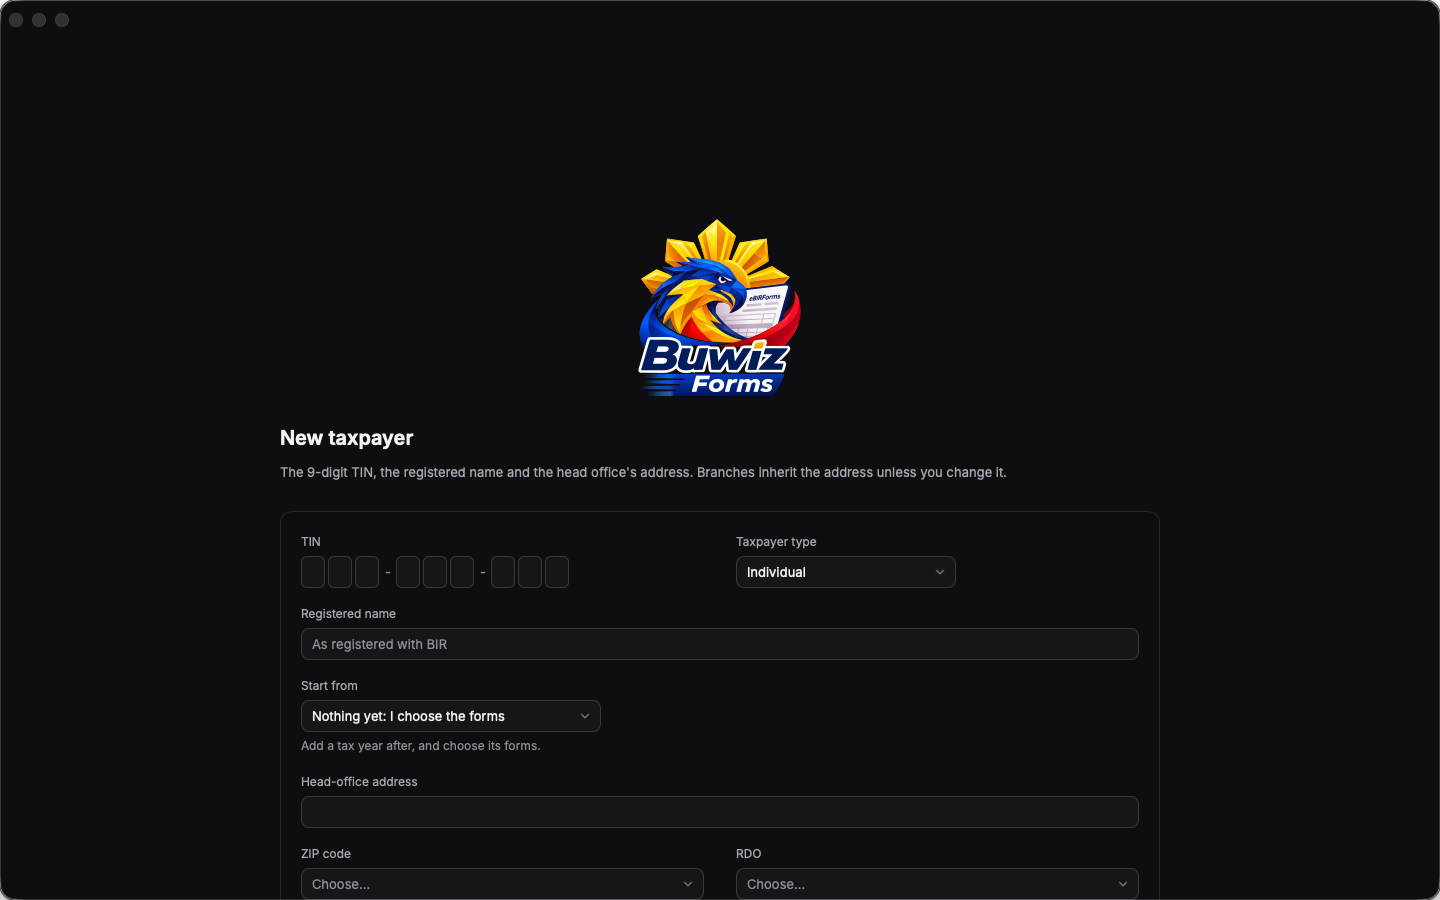 eBIRForms
Buwiz
Forms
New taxpayer
The 9-digit TIN, the registered name and the head office's address. Branches inherit the address unless you change it.
TIN
Taxpayer type
- -
Individual
Registered name
As registered with BIR
Start from
Nothing yet: I choose the forms
Add a tax year after, and choose its forms.
Head-office address
ZIP code
RDO
Choose...
Choose...